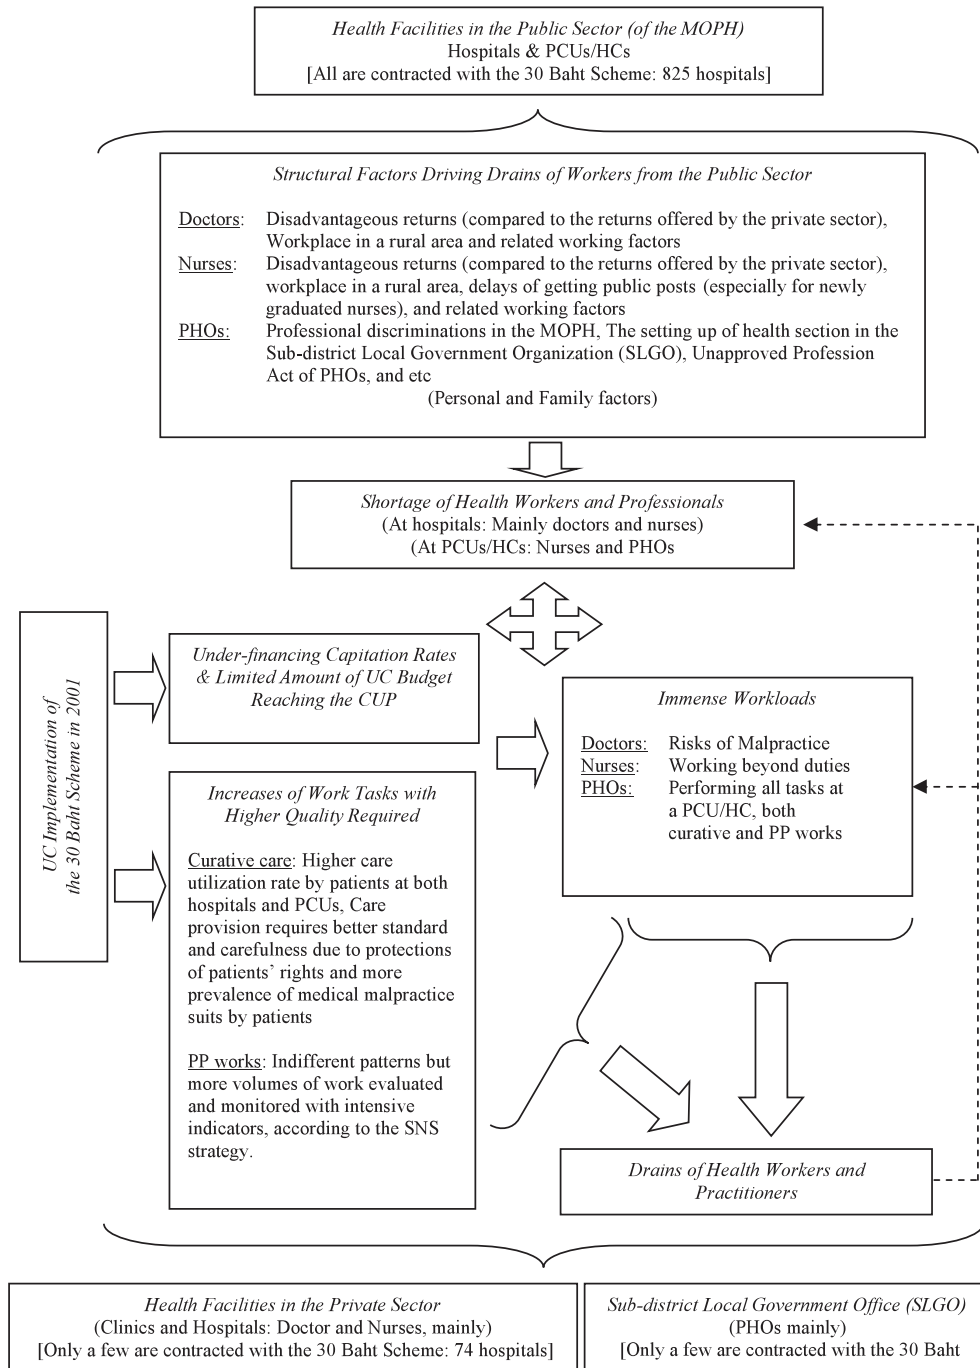 Health Facilities in the Public Sector (of the MOPH)
Hospitals & PCUs/HCs
[All are contracted with the 30 Baht Scheme: 825 hospitals]
Structural Factors Driving Drains of Workers from the Public Sector
Doctors: Disadvantageous returns (compared to the returns offered by the private sector),
Workplace in a rural area and related working factors
Nurses: Disadvantageous returns (compared to the returns offered by the private sector),
workplace in a rural area, delays of getting public posts (especially for newly
graduated nurses), and related working factors
PHOs: Professional discriminations in the MOPH, The setting up of health section in the
Sub-district Local Government Organization (SLGO), Unapproved Profession
Act of PHOs, and etc
(Personal and Family factors)
Shortage of Health Workers and Professionals
(At hospitals: Mainly doctors and nurses)
(At PCUs/HCs: Nurses and PHOs
UC Implementation of
the 30 Baht Scheme in 2001
Under-financing Capitation Rates
& Limited Amount of UC Budget
Reaching the CUP
Increases of Work Tasks with
Higher Quality Required
Curative care: Higher care
utilization rate by patients at both
hospitals and PCUs, Care
provision requires better standard
and carefulness due to protections
of patients' rights and more
prevalence of medical malpractice
suits by patients
PP works: Indifferent patterns but
more volumes of work evaluated
and monitored with intensive
indicators, according to the SNS
strategy.
Immense Workloads
Doctors: Risks of Malpractice
Nurses: Working beyond duties
PHOs: Performing all tasks at
a PCU/HC, both
curative and PP works
Drains of Health Workers and
Practitioners
Health Facilities in the Private Sector
(Clinics and Hospitals: Doctor and Nurses, mainly)
[Only a few are contracted with the 30 Baht Scheme: 74 hospitals]
Sub-district Local Government Office (SLGO)
(PHOs mainly)
[Only a few are contracted with the 30 Baht